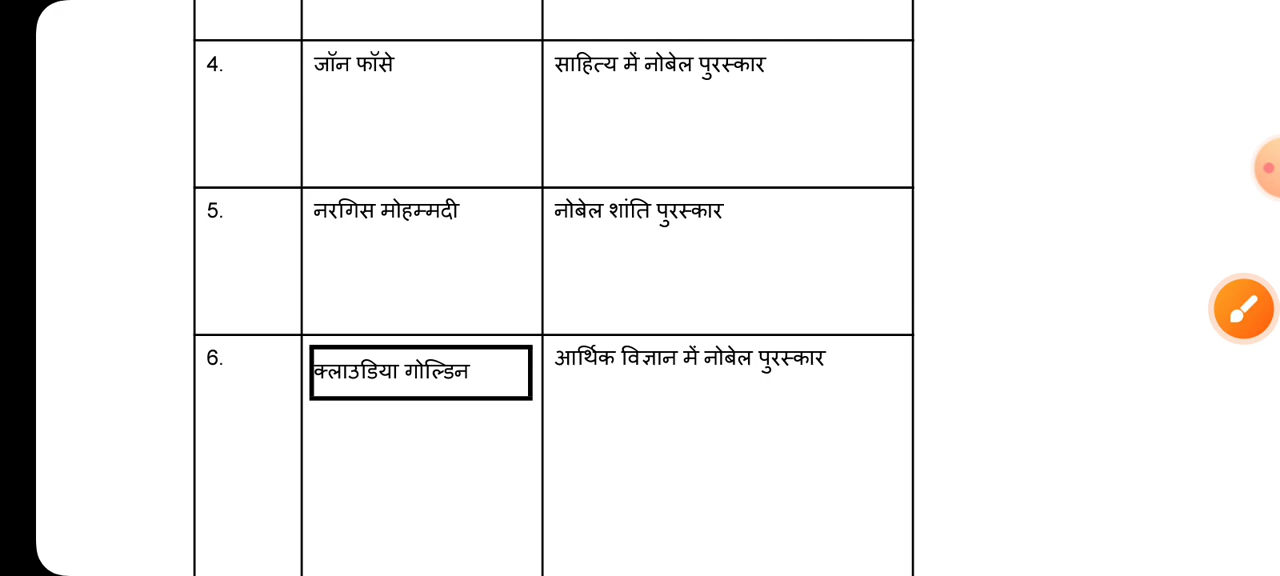 4. जॉन फॉसे साहित्य में नोबेल पुरस्कार
5. नरगिस मोहम्मदी नोबेल शांति पुरस्कार
6. क्लाउडिया गोल्डिन आर्थिक विज्ञान में नोबेल पुरस्कार